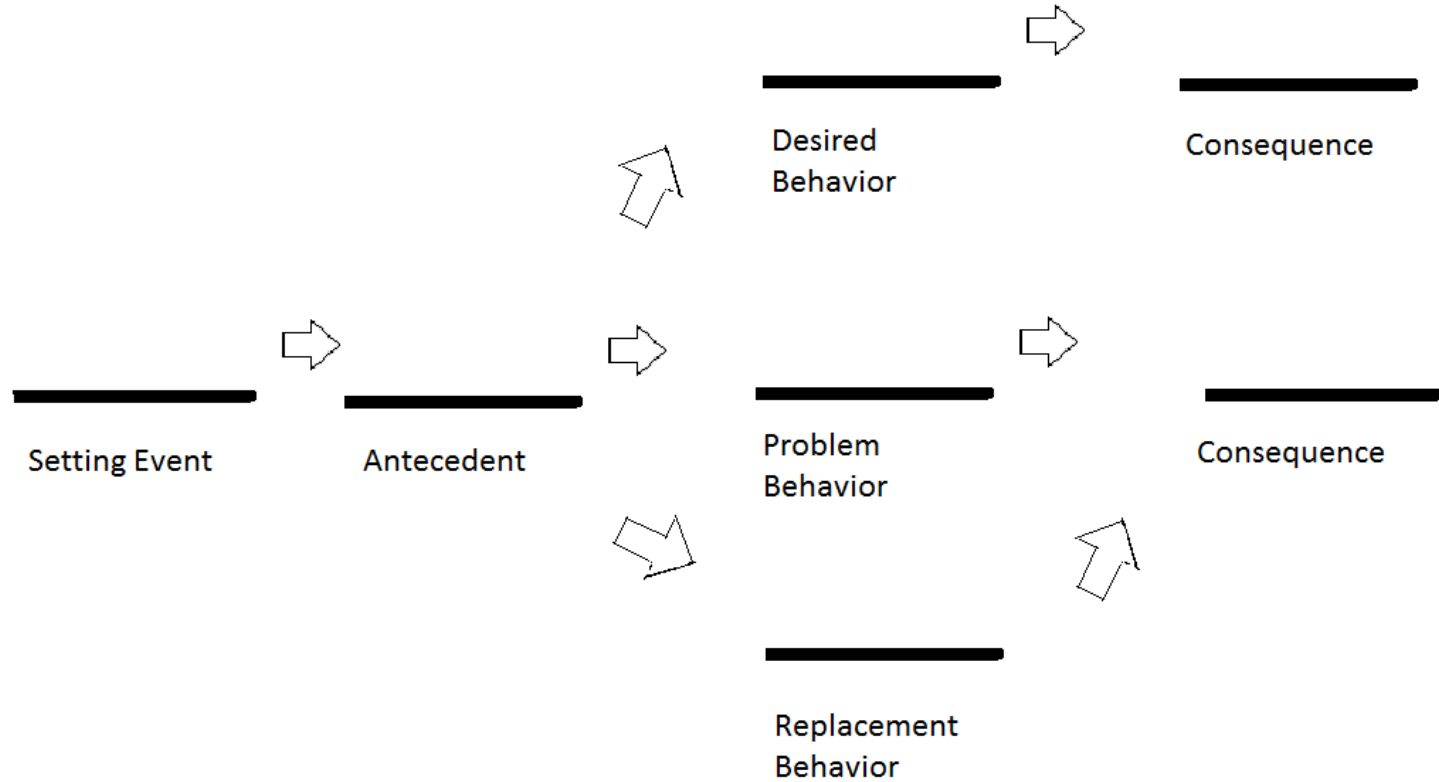 Desired
Behavior
Consequence
Setting Event
Antecedent
Problem
Behavior
Consequence
Replacement
Behavior